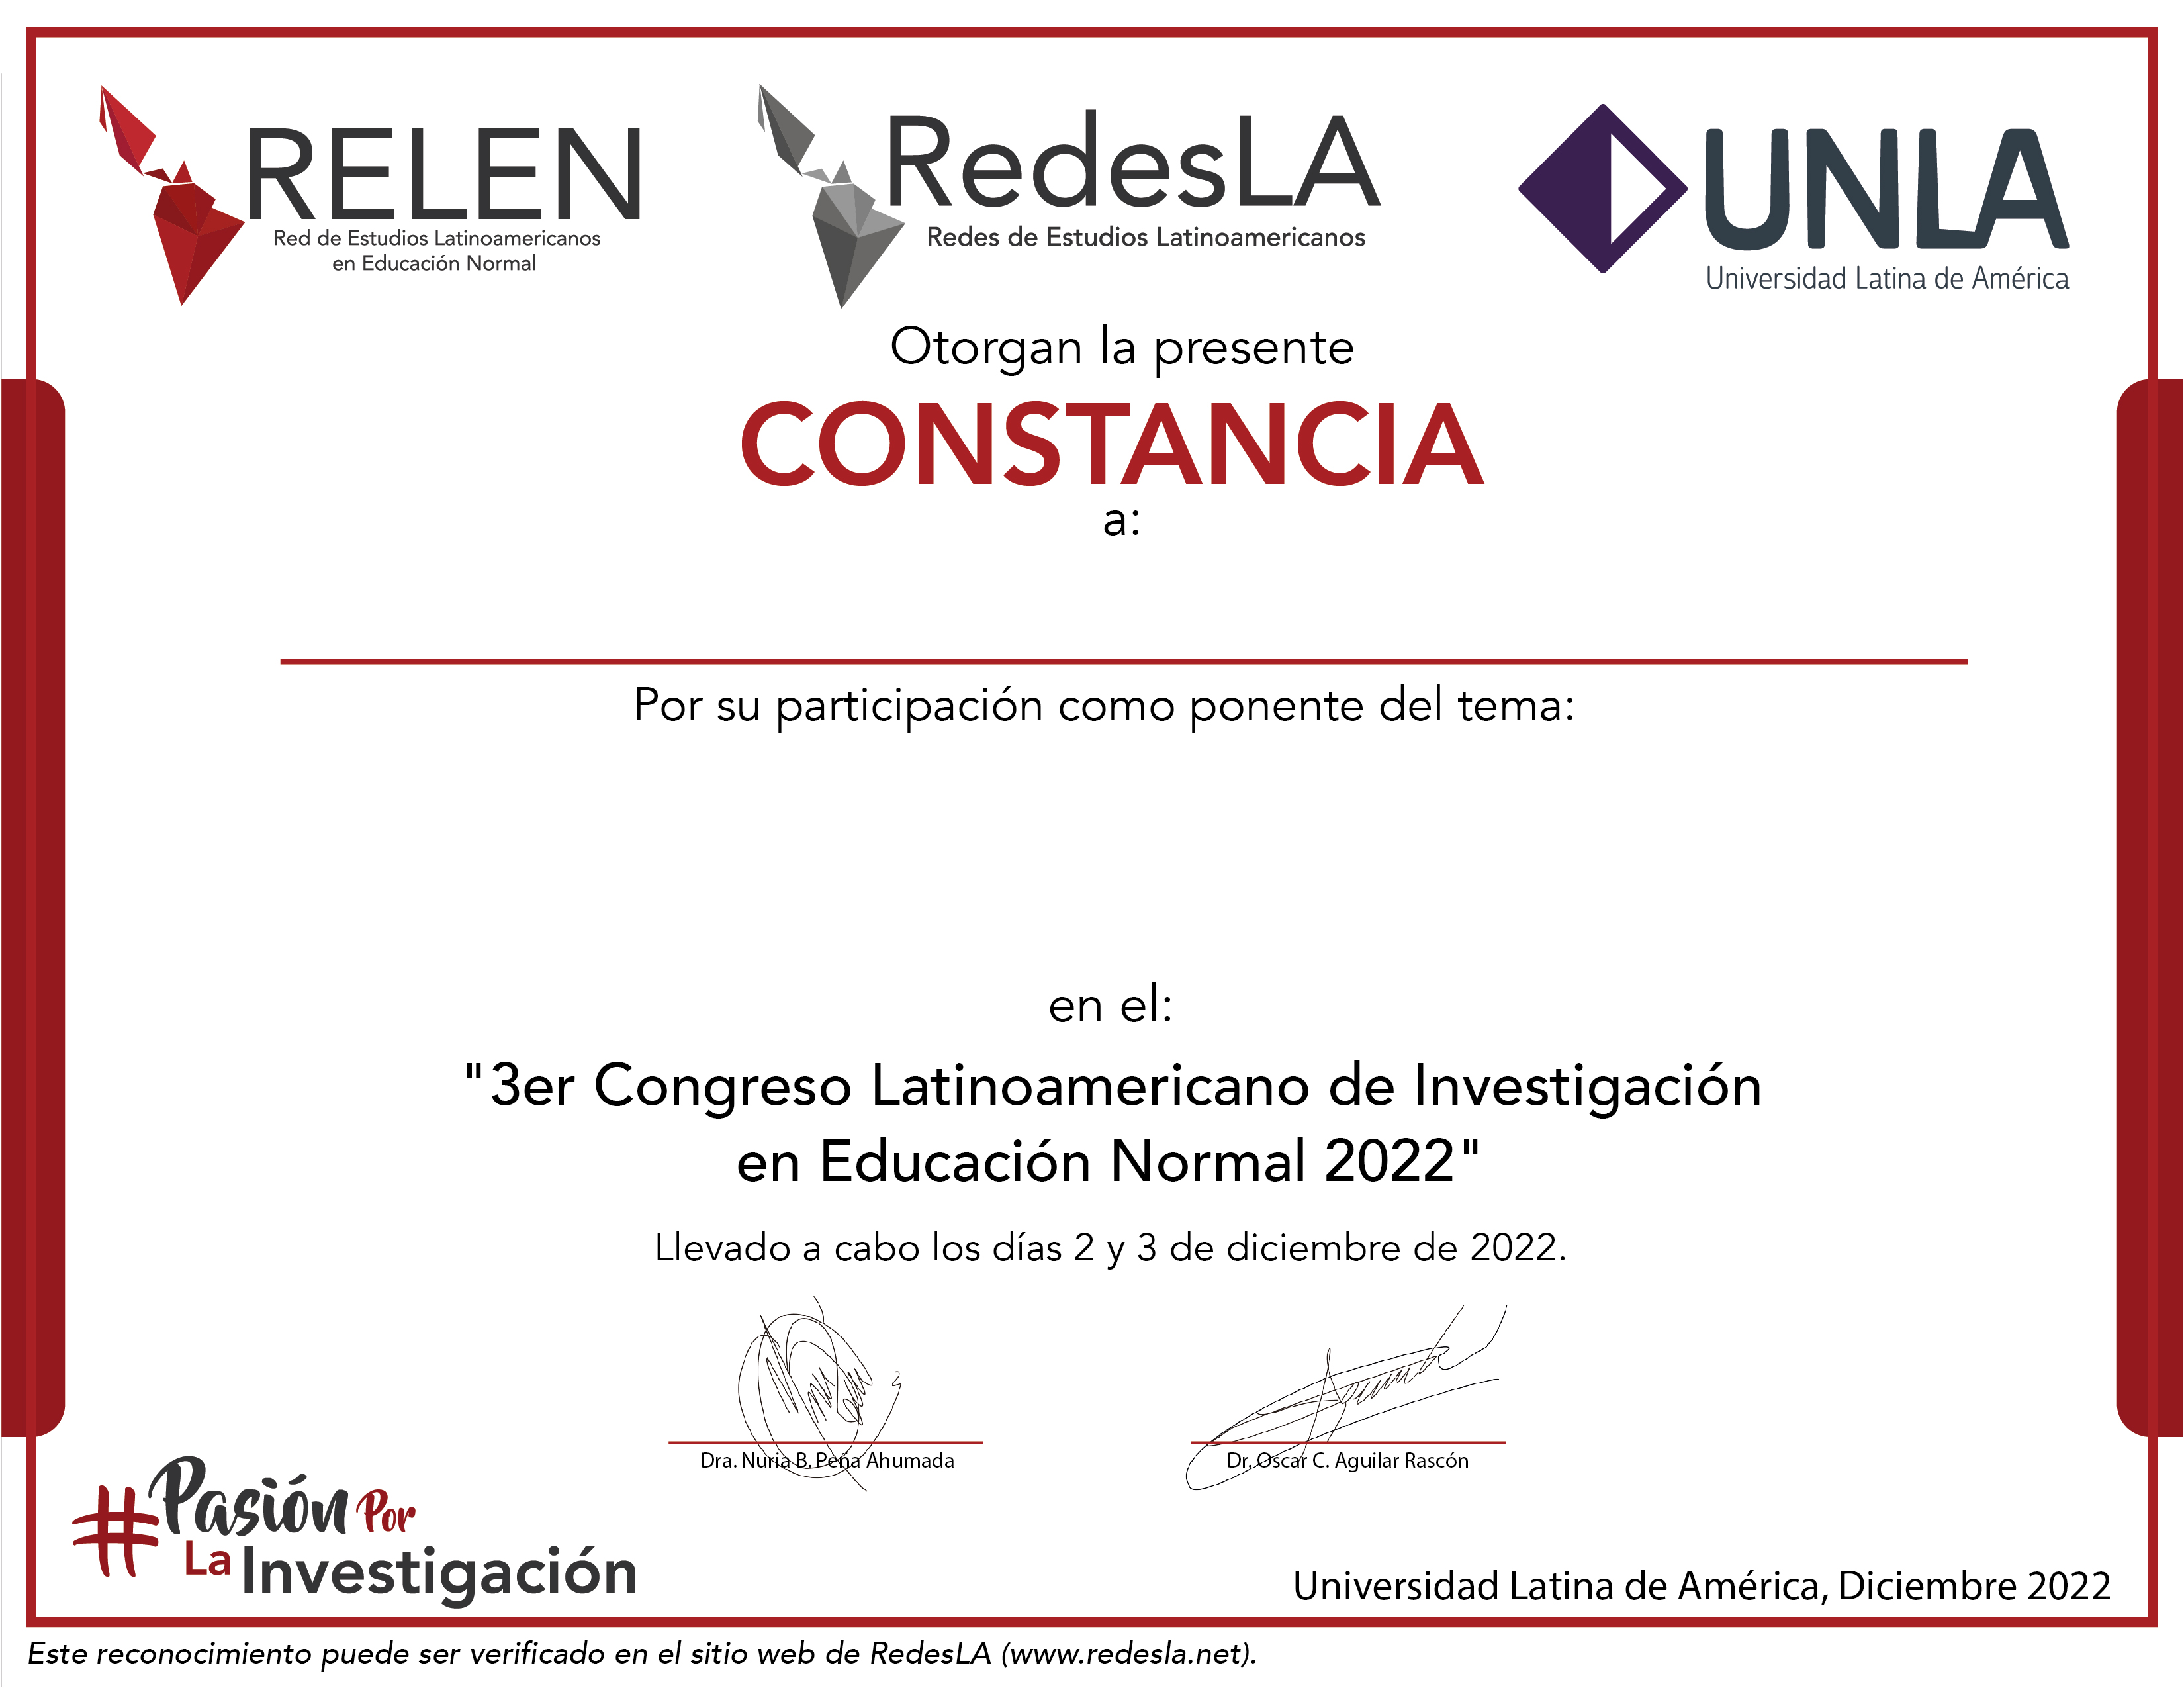 RELEN
Red de Estudios Latinoamericanos
en Educación Normal
RedesLA
Redes de Estudios Latinoamericanos
UNLA
Universidad Latina de América
Otorgan la presente
CONSTANCIA
a:
Por su participación como ponente del tema:
en el:
"3er Congreso Latinoamericano de Investigación
en Educación Normal 2022"
Llevado a cabo los días 2 y 3 de diciembre de 2022.
Dra. Nuria B. Peña Ahumada
Dr. Oscar C. Aguilar Rascón
#Pasión Por
La Investigación
Universidad Latina de América, Diciembre 2022
Este reconocimiento puede ser verificado en el sitio web de RedesLA (www.redesla.net).